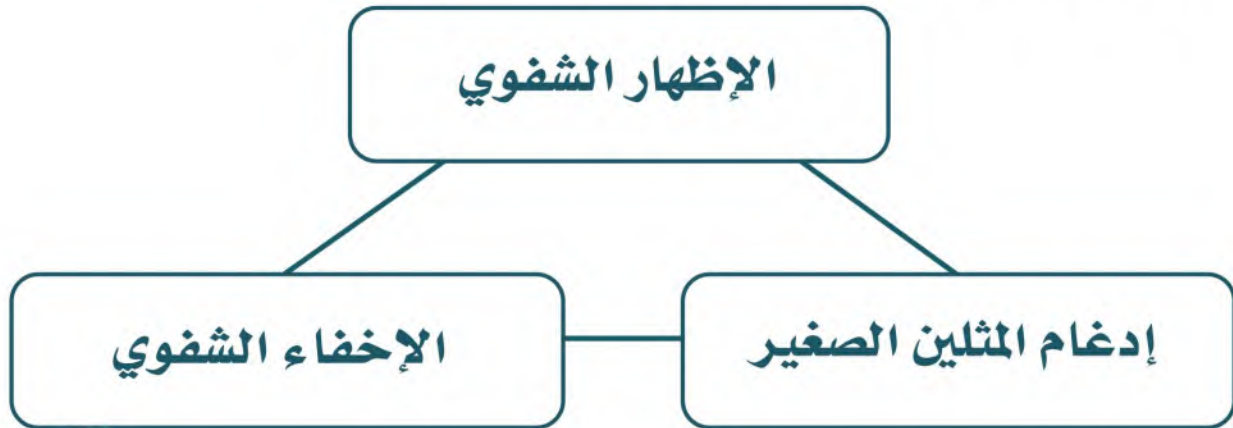 الإظهار الشفوي
إدغام المثلين الصغير
الإخفاء الشفوي